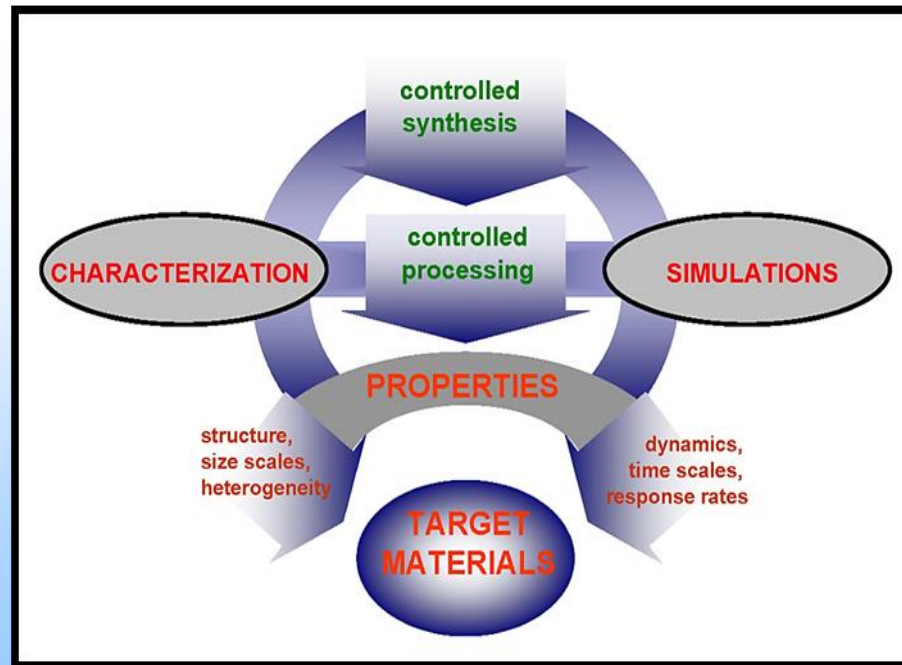 controlled
synthesis
controlled
processing
CHARACTERIZATION
SIMULATIONS
PROPERTIES
structure,
size scales,
heterogeneity
dynamics,
time scales,
response rates
TARGET
MATERIALS